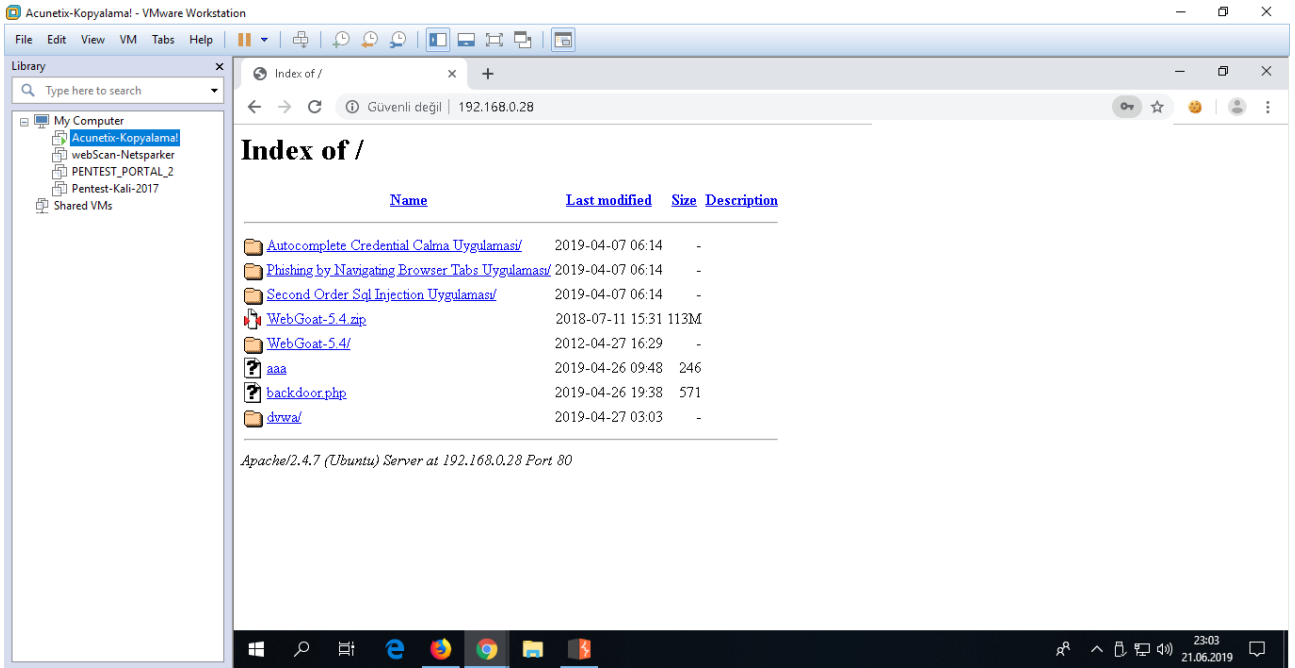 Acunetix-Kopyalama! - VMware Workstation
File Edit View VM Tabs Help
Library
Type here to search
My Computer
Acunetix-Kopyalama!
webScan-Netsparker
PENTEST_PORTAL_2
Pentest-Kali-2017
Shared VMs
Index of /
Güvenli değil | 192.168.0.28
Index of /
Name Last modified Size Description
Autocomplete Credential Calma Uygulamasi/ 2019-04-07 06:14 -
Phishing by Navigating Browser Tabs Uygulaması/ 2019-04-07 06:14 -
Second Order Sql Injection Uygulaması/ 2019-04-07 06:14 -
WebGoat-5.4.zip 2018-07-11 15:31 113M
WebGoat-5.4/ 2012-04-27 16:29 -
aaa 2019-04-26 09:48 246
backdoor.php 2019-04-26 19:38 571
dvwa/ 2019-04-27 03:03 -
Apache/2.4.7 (Ubuntu) Server at 192.168.0.28 Port 80
23:03
21.06.2019